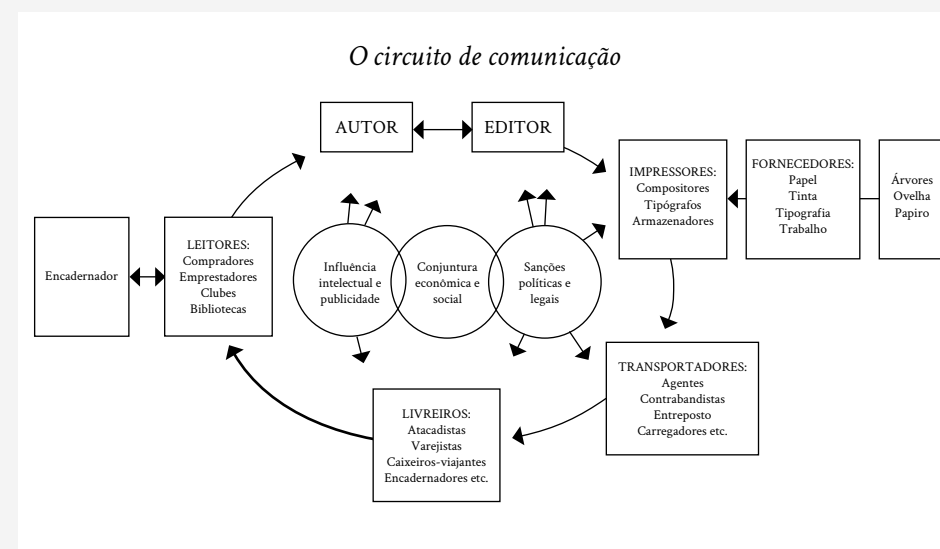 O circuito de comunicação
AUTOR
EDITOR
IMPRESSORES:
Compositores
Tipógrafos
Armazenadores
FORNECEDORES:
Papel
Tinta
Tipografia
Trabalho
Árvores
Ovelha
Papiro
Encadernador
LEITORES:
Compradores
Emprestadores
Clubes
Bibliotecas
Influência
intelectual e
publicidade
Conjuntura
econômica e
social
Sanções
políticas e
legais
TRANSPORTADORES:
Agentes
Contrabandistas
Entreposto
Carregadores etc.
LIVREIROS:
Atacadistas
Varejistas
Caixeiros-viajantes
Encadernadores etc.